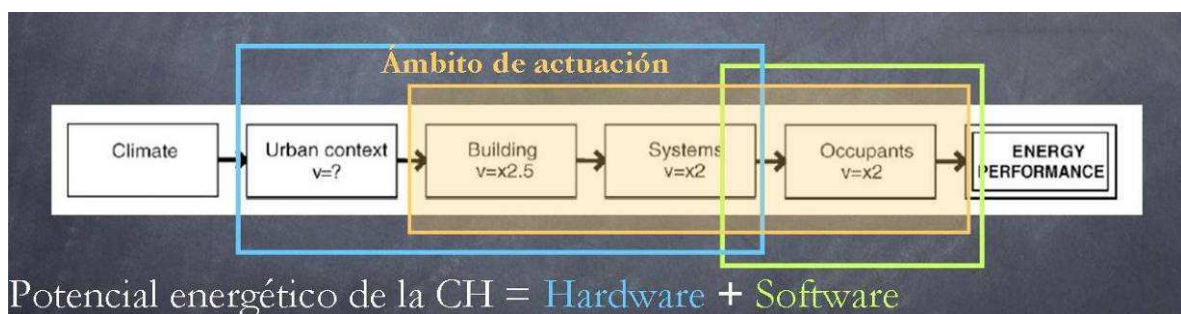 Ámbito de actuación
Climate
Urban context
v=?
Building
v=x2.5
Systems
v=x2
Occupants
v=x2
ENERGY
PERFORMANCE
Potencial energético de la CH = Hardware + Software